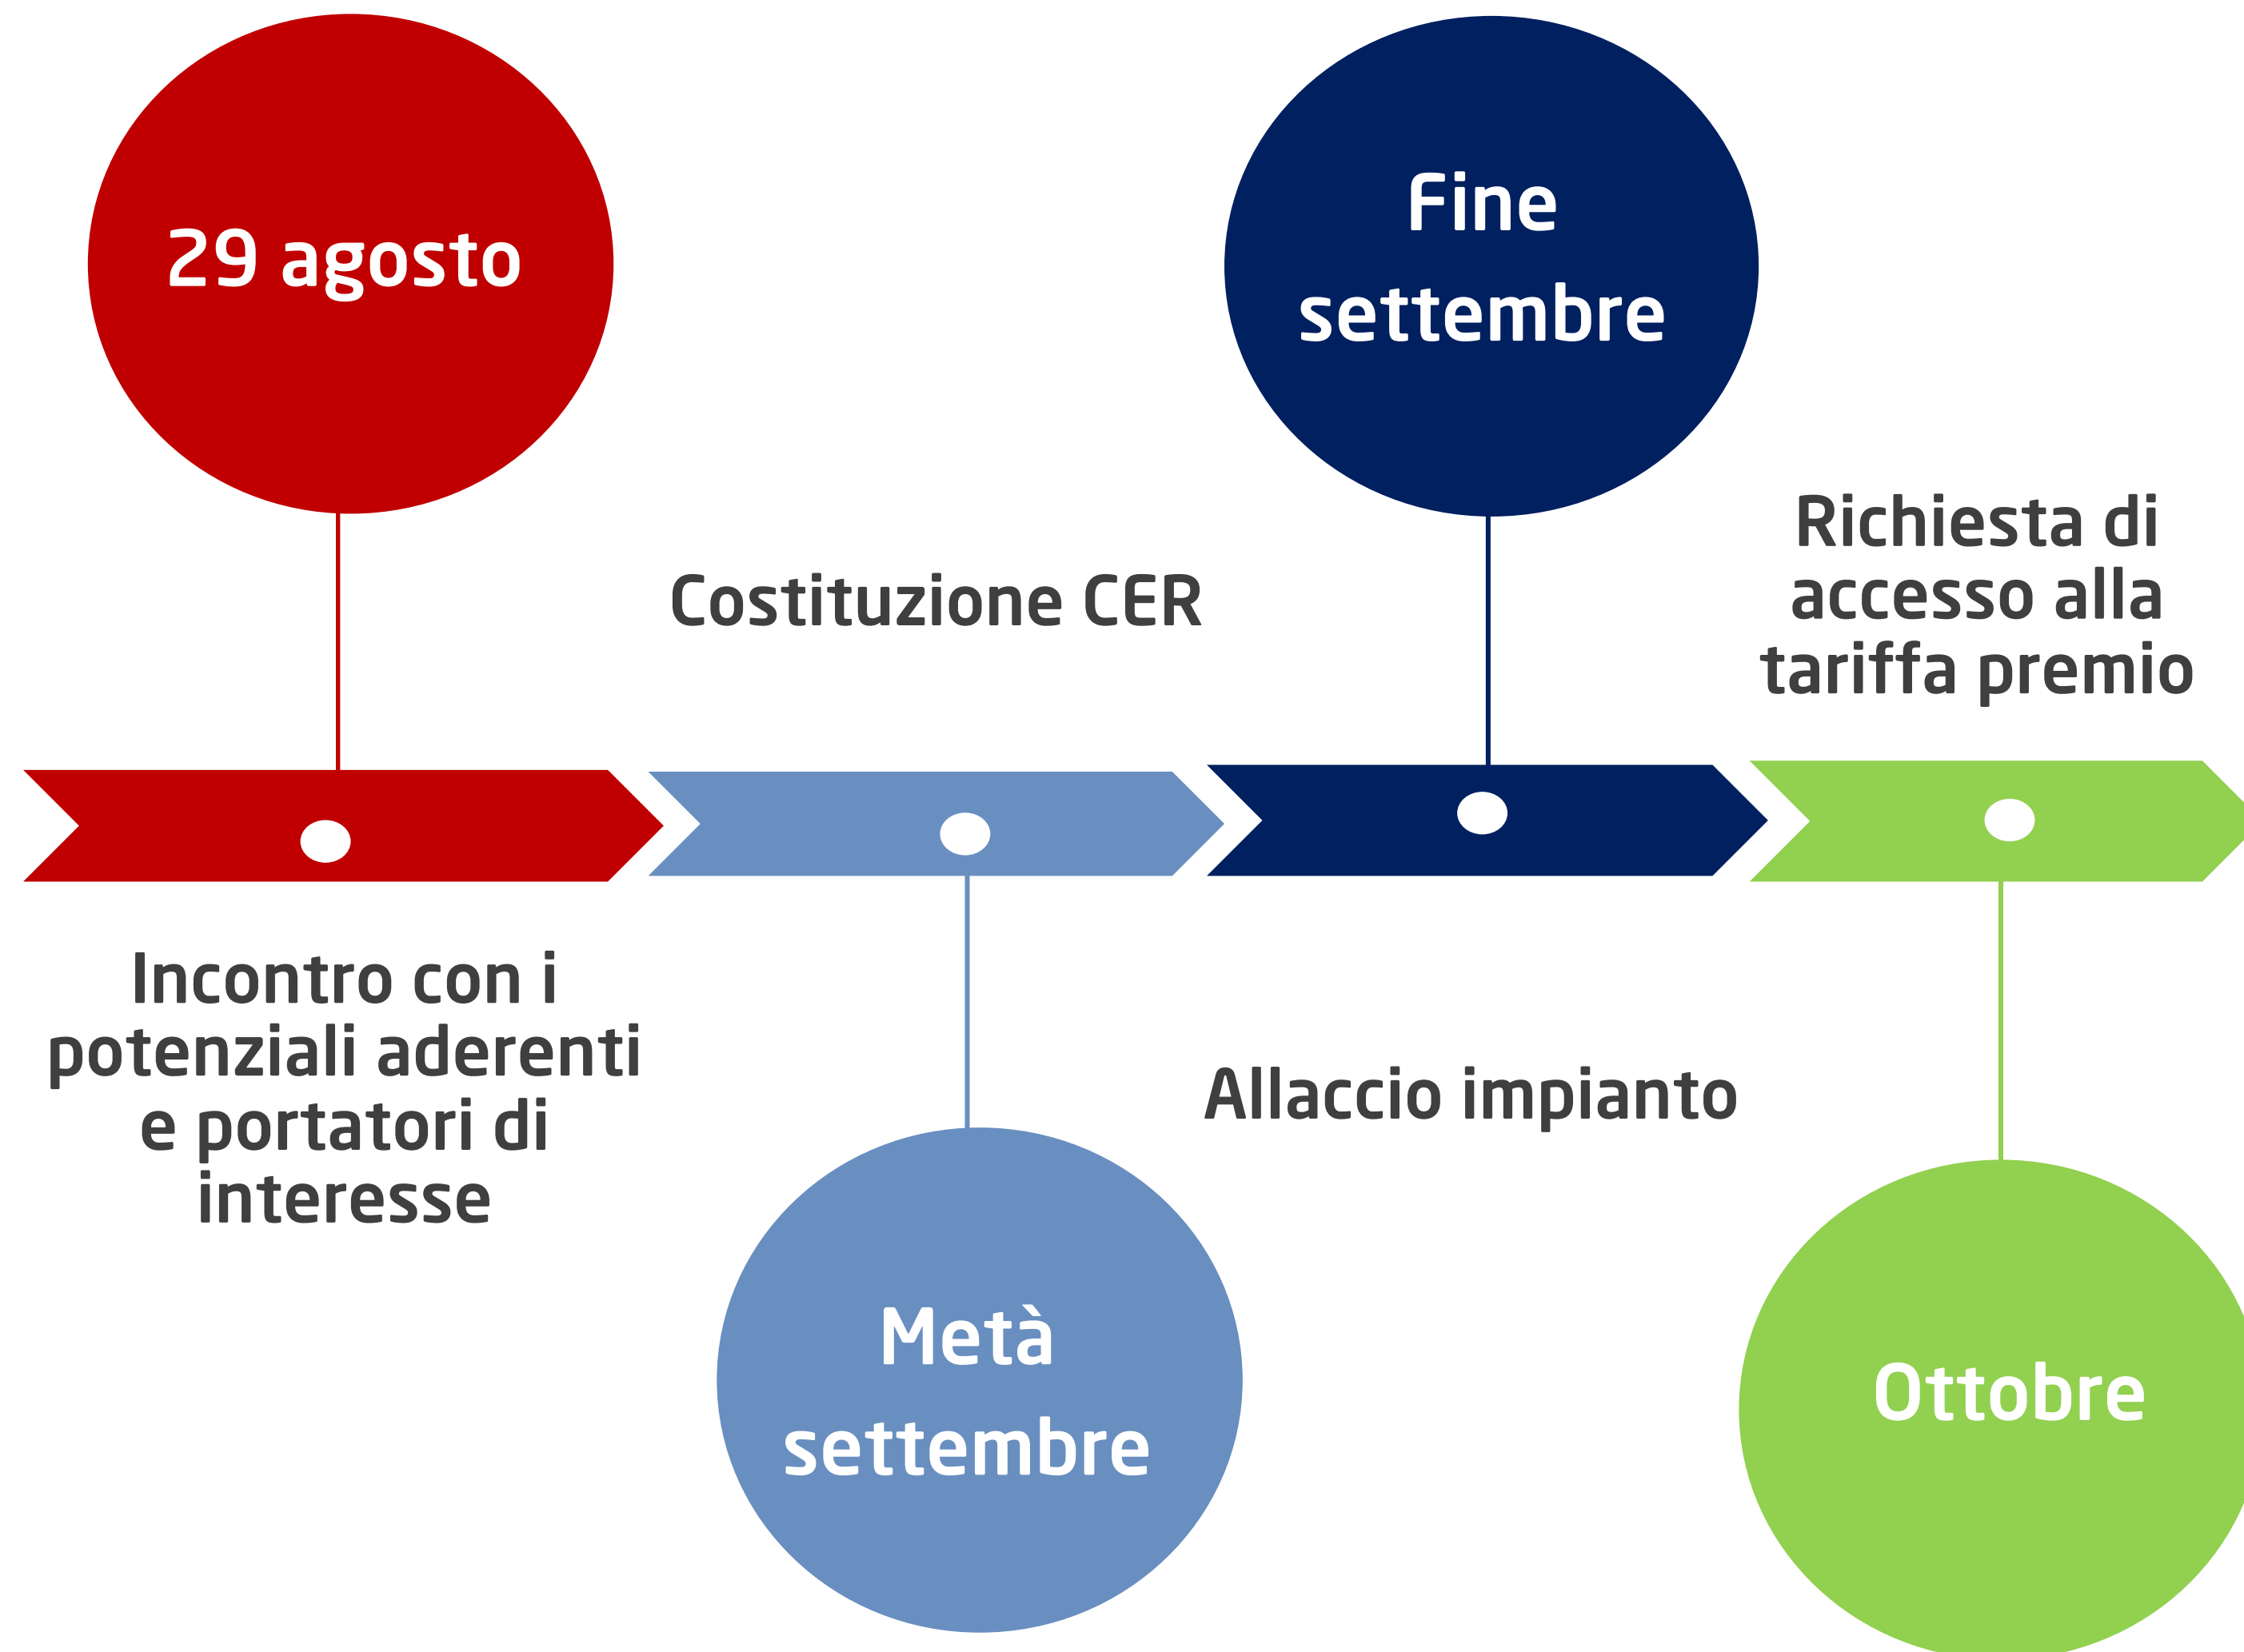 29 agosto
Incontro con i
potenziali aderenti
e portatori di
interesse
Costituzione CER
Metà
settembre
Fine
settembre
Allaccio impianto
Richiesta di
accesso alla
tariffa premio
Ottobre